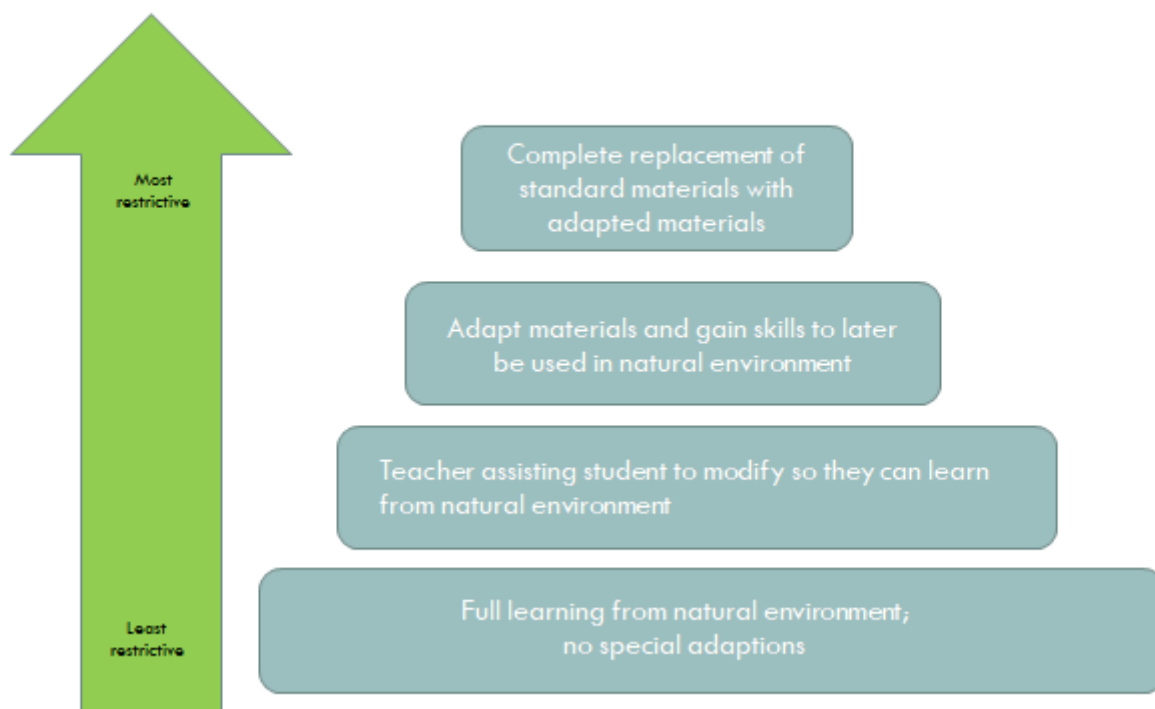 Most
restrictive
Complete replacement of
standard materials with
adapted materials
Adapt materials and gain skills to later
be used in natural environment
Teacher assisting student to modify so they can learn
from natural environment
Least
restrictive
Full learning from natural environment;
no special adaptions